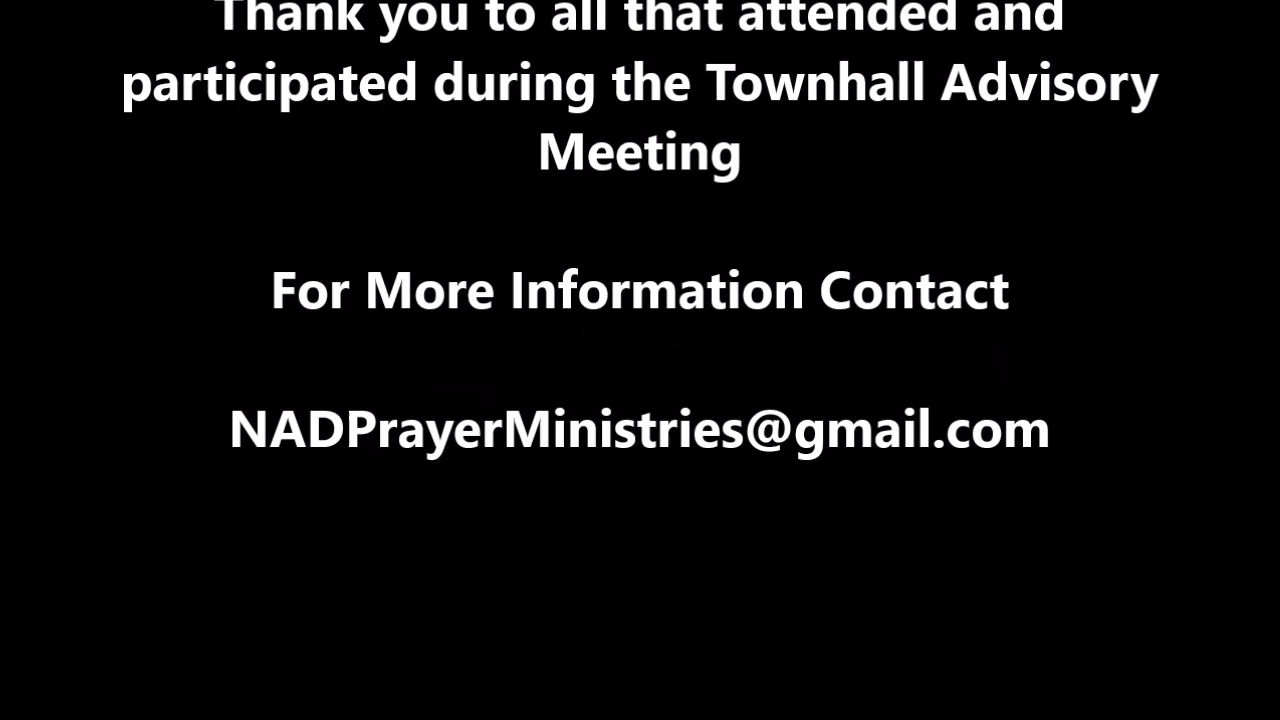 Thank you to all that attended and
participated during the Townhall Advisory
Meeting
For More Information Contact
NADPrayerMinistries@gmail.com